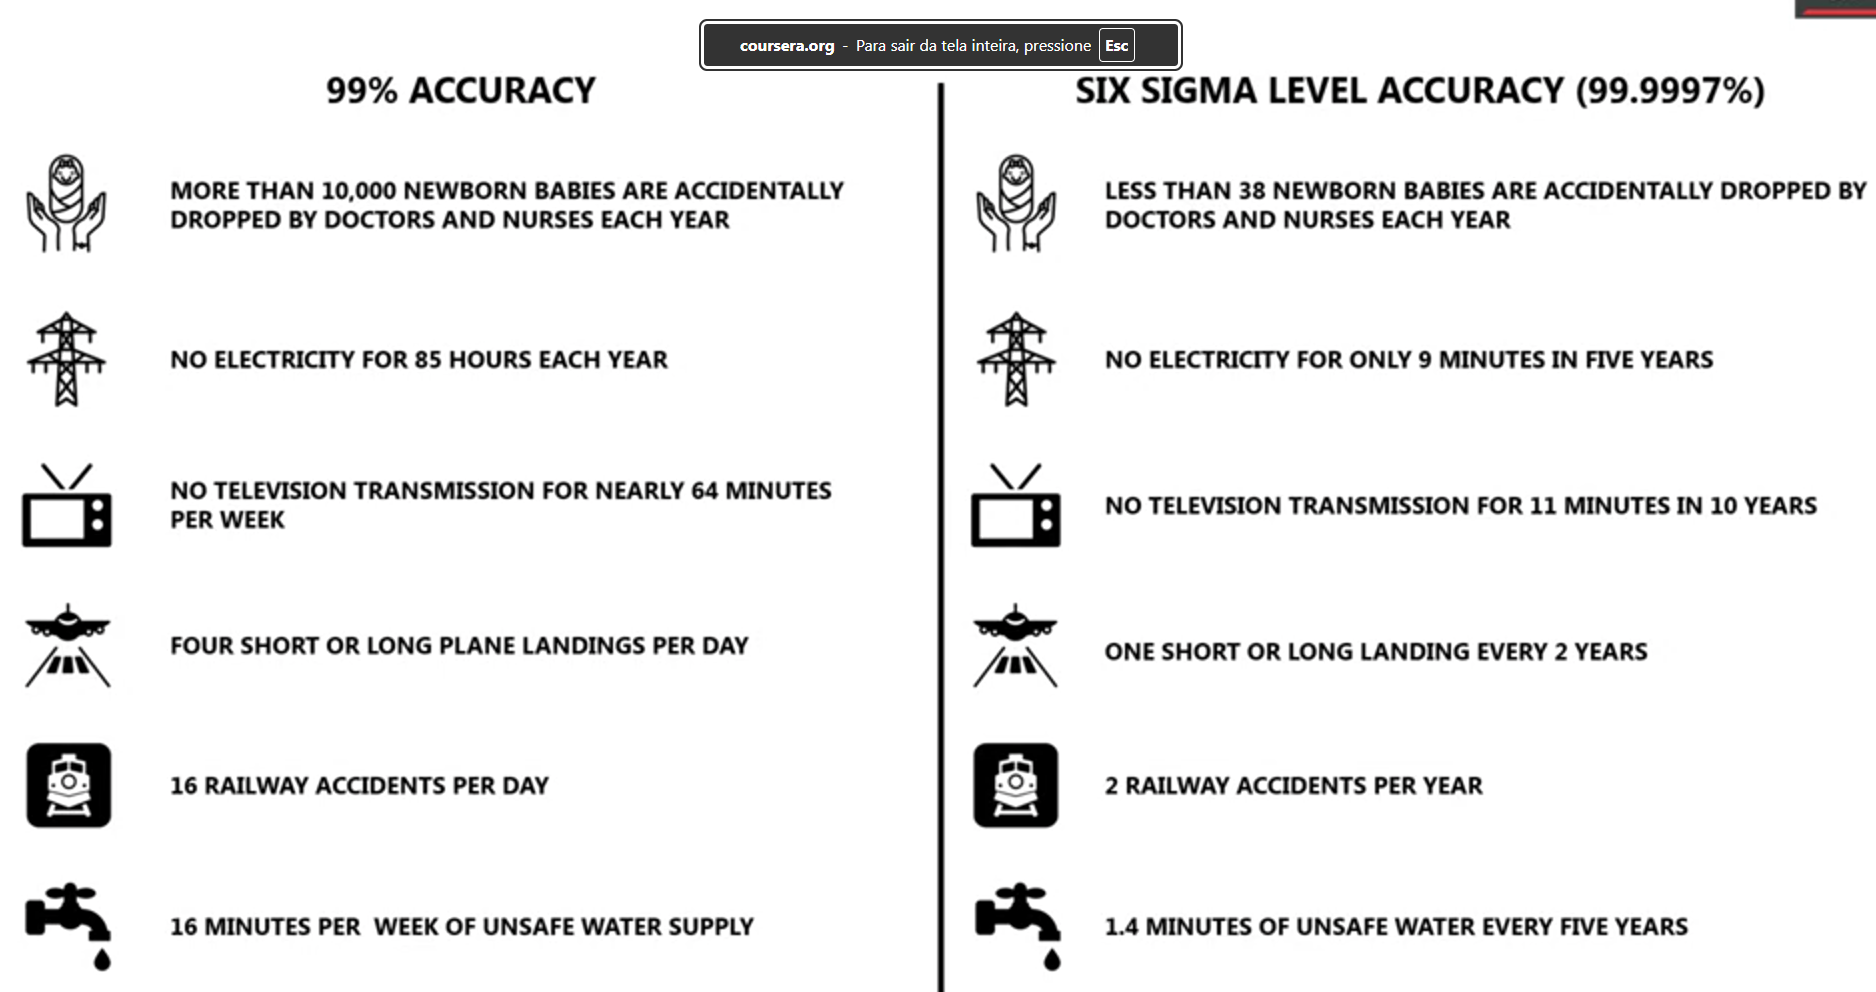 coursera.org - Para sair da tela inteira, pressione Esc
99% ACCURACY
MORE THAN 10,000 NEWBORN BABIES ARE ACCIDENTALLY
DROPPED BY DOCTORS AND NURSES EACH YEAR
NO ELECTRICITY FOR 85 HOURS EACH YEAR
NO TELEVISION TRANSMISSION FOR NEARLY 64 MINUTES
PER WEEK
FOUR SHORT OR LONG PLANE LANDINGS PER DAY
16 RAILWAY ACCIDENTS PER DAY
16 MINUTES PER WEEK OF UNSAFE WATER SUPPLY
SIX SIGMA LEVEL ACCURACY (99.9997%)
LESS THAN 38 NEWBORN BABIES ARE ACCIDENTALLY DROPPED BY
DOCTORS AND NURSES EACH YEAR
NO ELECTRICITY FOR ONLY 9 MINUTES IN FIVE YEARS
NO TELEVISION TRANSMISSION FOR 11 MINUTES IN 10 YEARS
ONE SHORT OR LONG LANDING EVERY 2 YEARS
2 RAILWAY ACCIDENTS PER YEAR
1.4 MINUTES OF UNSAFE WATER EVERY FIVE YEARS